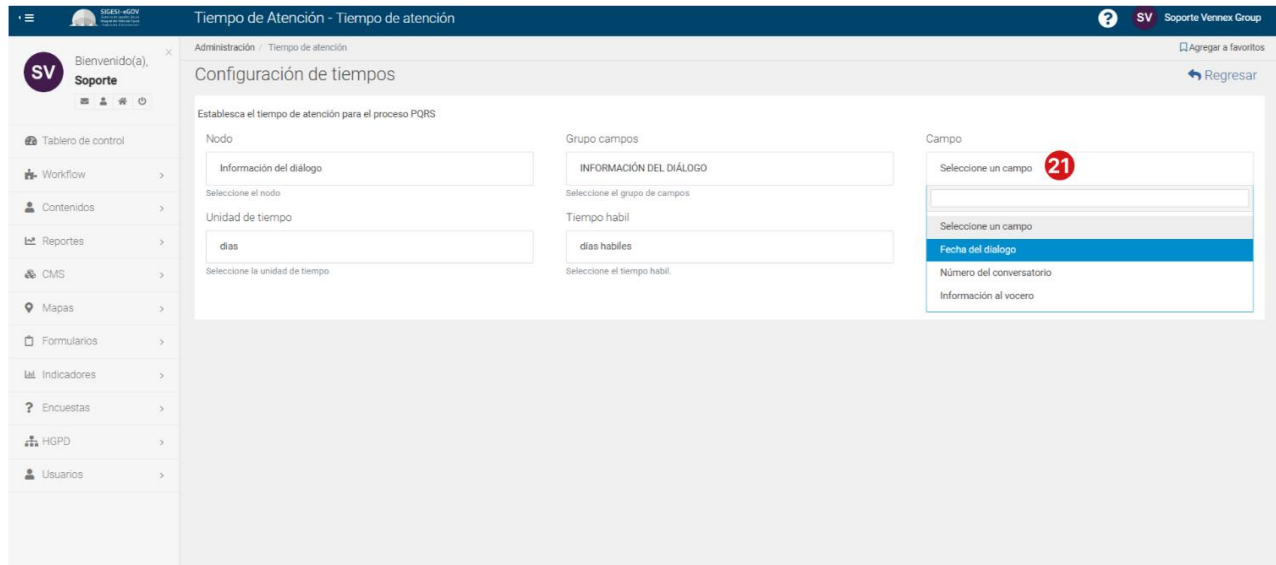 SIGESI-eGOV
Tiempo de Atención - Tiempo de atención
?
SV
Soporte Vennex Group
SV
Bienvenido(a),
Soporte
×
Administración / Tiempo de atención
Agregar a favoritos
Configuración de tiempos
Regresar
Establesca el tiempo de atención para el proceso PQRS
Tablero de control
Workflow
Contenidos
Reportes
CMS
Mapas
Formularios
Indicadores
? Encuestas
HGPD
Usuarios
Nodo
Información del diálogo
Seleccione el nodo
Grupo campos
INFORMACIÓN DEL DIÁLOGO
Seleccione el grupo de campos
Campo
Seleccione un campo 21
Seleccione un campo
Fecha del dialogo
Número del conversatorio
Información al vocero
Unidad de tiempo
dias
Seleccione la unidad de tiempo
Tiempo habil
días habiles
Seleccione el tiempo habil.